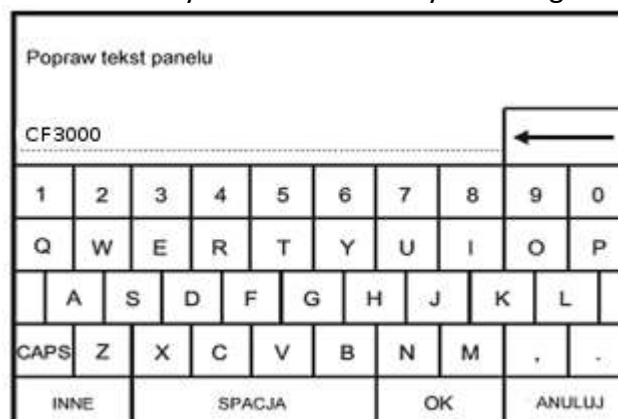 Popraw tekst panelu
CF3000
1 2 3 4 5 6 7 8 9 0
Q W E R T Y U I O P
A S D F G H J K L
CAPS Z X C V B N M , .
INNE SPACJA OK ANULUJ